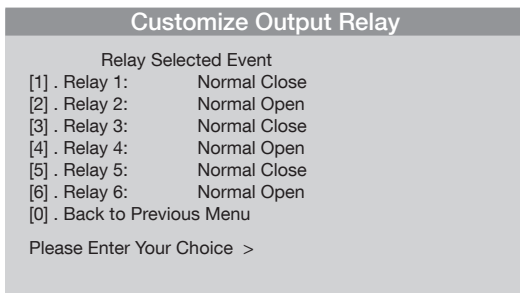 Customize Output Relay
Relay Selected Event
[1] . Relay 1: Normal Close
[2] . Relay 2: Normal Open
[3] . Relay 3: Normal Close
[4] . Relay 4: Normal Open
[5] . Relay 5: Normal Close
[6] . Relay 6: Normal Open
[0] . Back to Previous Menu
Please Enter Your Choice >